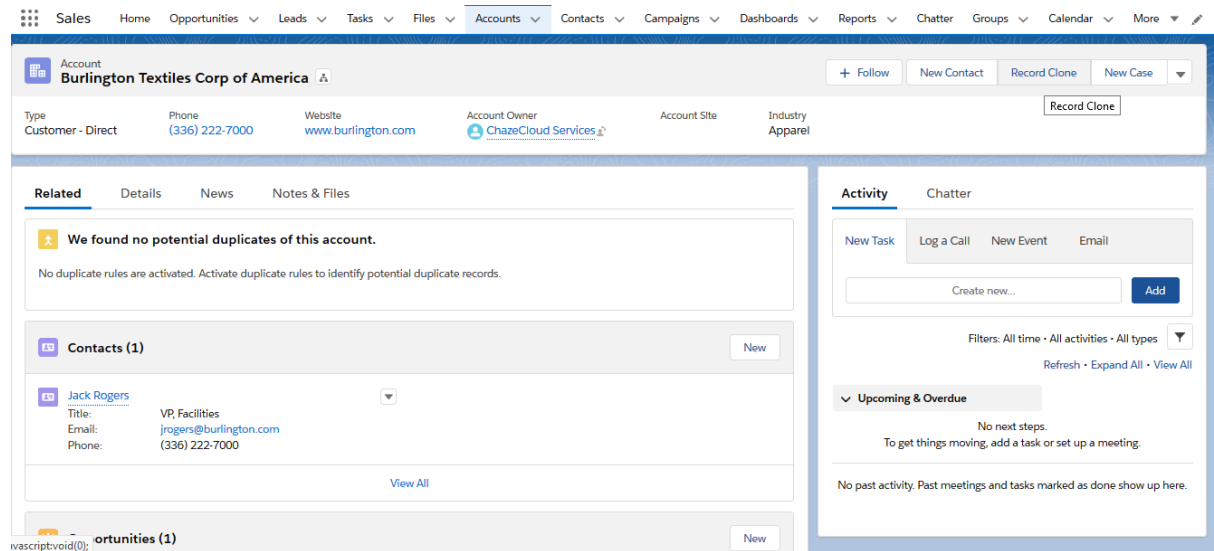 Sales Home Opportunities Leads Tasks Files Accounts Contacts Campaigns Dashboards Reports Chatter Groups Calendar More
Account
Burlington Textiles Corp of America
+ Follow New Contact Record Clone New Case
Record Clone
Type Phone Website Account Owner Account Site Industry
Customer - Direct (336) 222-7000 www.burlington.com ChazeCloud Services Apparel
Related Details News Notes & Files
We found no potential duplicates of this account.
No duplicate rules are activated. Activate duplicate rules to identify potential duplicate records.
Contacts (1) New
Jack Rogers
Title: VP, Facilities
Email: jrogers@burlington.com
Phone: (336) 222-7000
View All
ortunities (1) New
vascript:void(0);
Activity Chatter
New Task Log a Call New Event Email
Create new... Add
Filters: All time • All activities • All types
Refresh • Expand All • View All
Upcoming & Overdue
No next steps.
To get things moving, add a task or set up a meeting.
No past activity. Past meetings and tasks marked as done show up here.